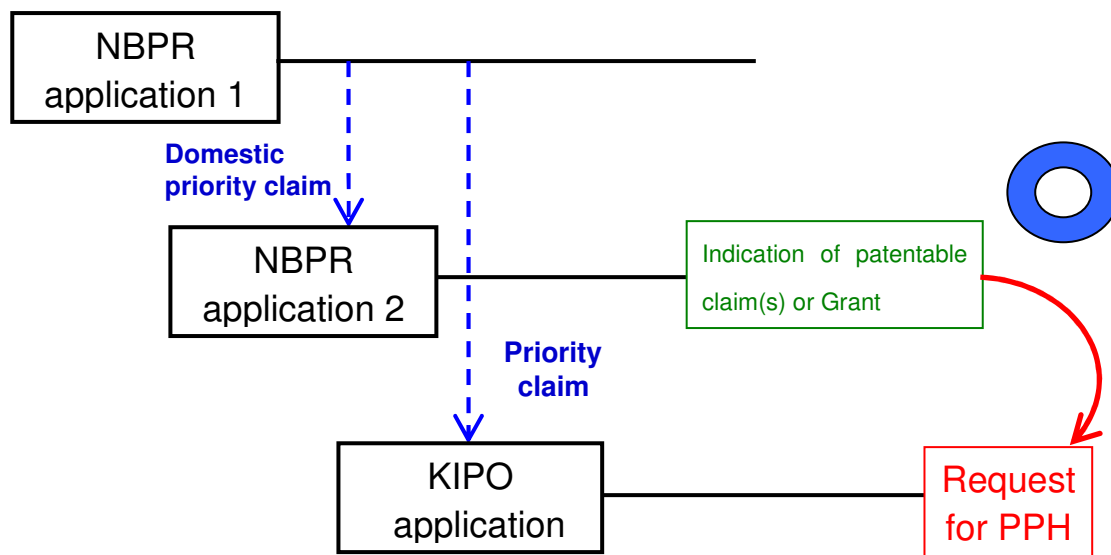 NBPR
application 1
Domestic
priority claim
NBPR
application 2
Indication of patentable
claim(s) or Grant
Priority
claim
KIPO
application
Request
for PPH